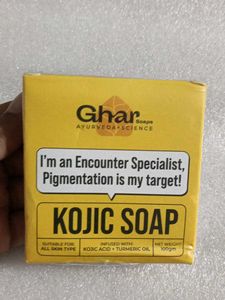 Ghar Soaps
AYURVEDA+SCIENCE
I'm an Encounter Specialist,
Pigmentation is my target!
KOJIC SOAP
SUITABLE FOR:
ALL SKIN TYPE
INFUSED WITH:
KOJIC ACID + TURMERIC OIL
NET WEIGHT
100gm